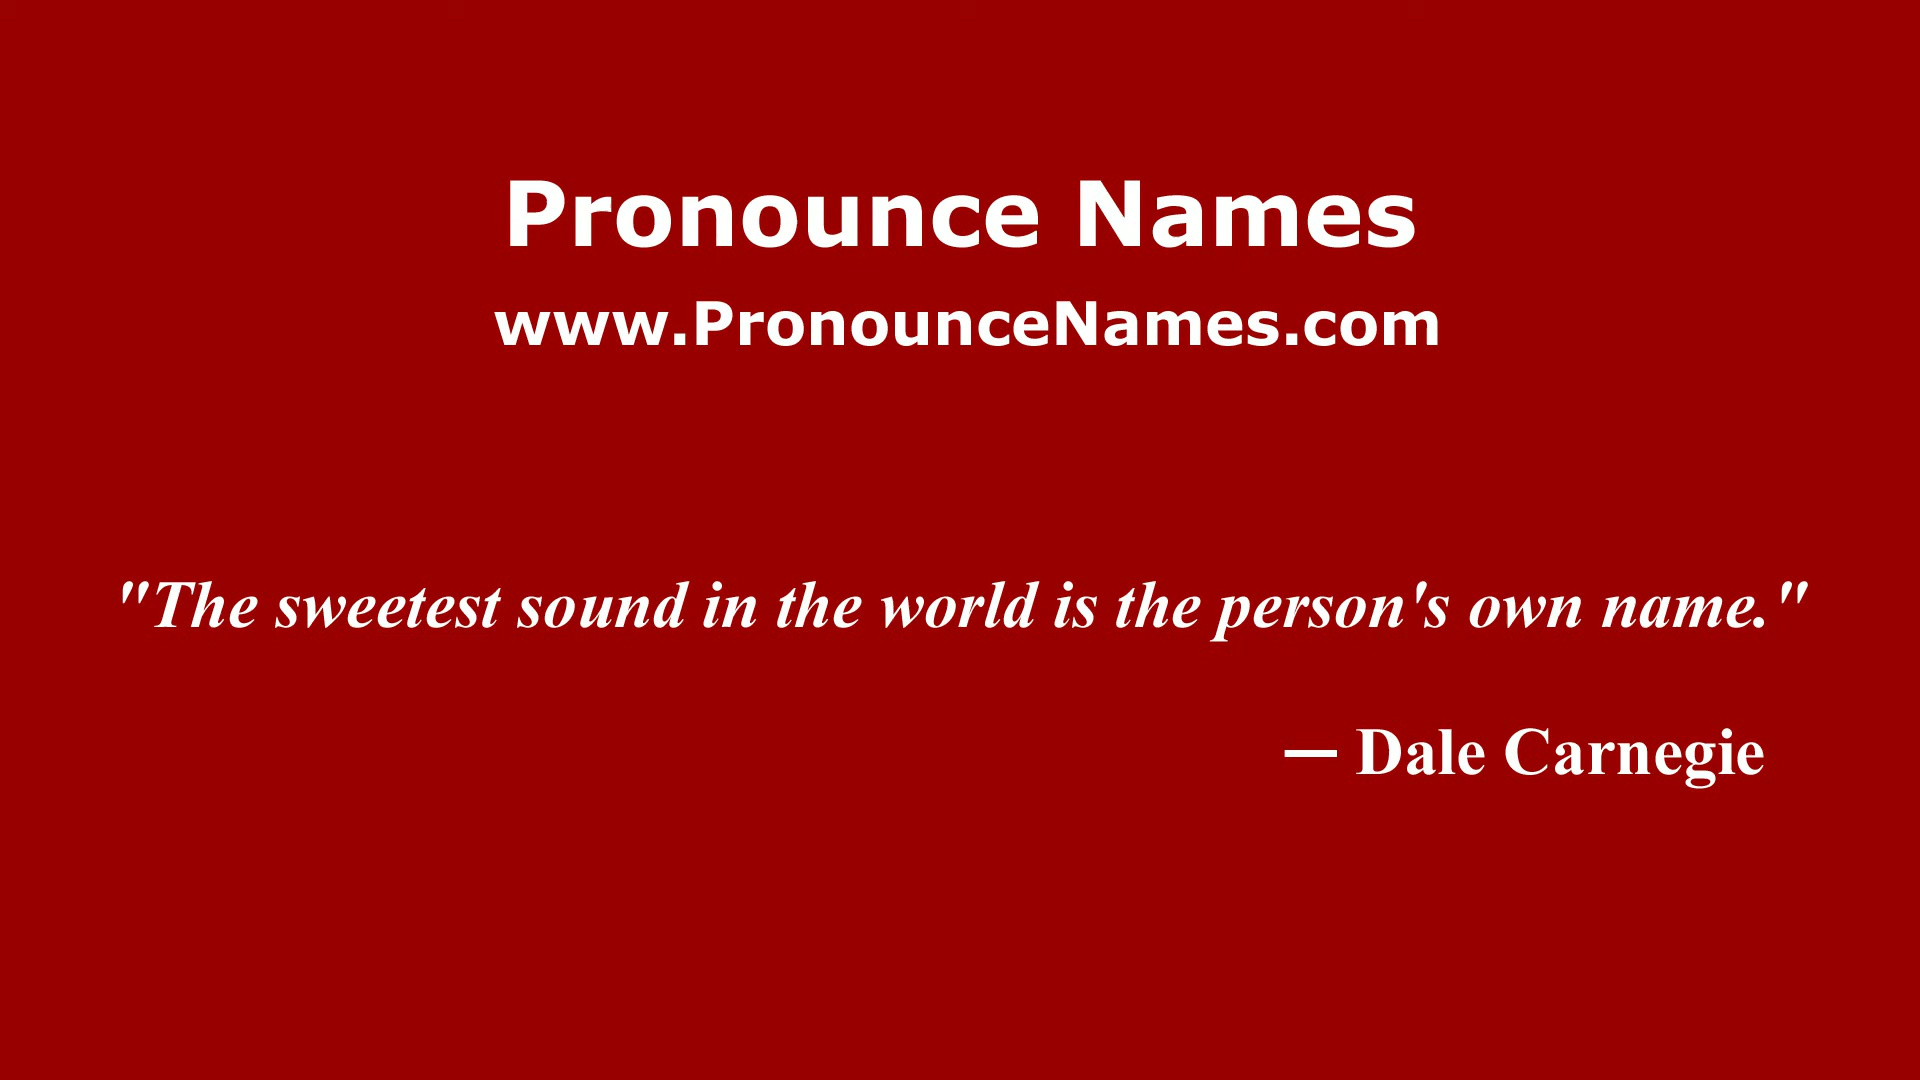 Pronounce Names
www.PronounceNames.com
"The sweetest sound in the world is the person's own name."
— Dale Carnegie